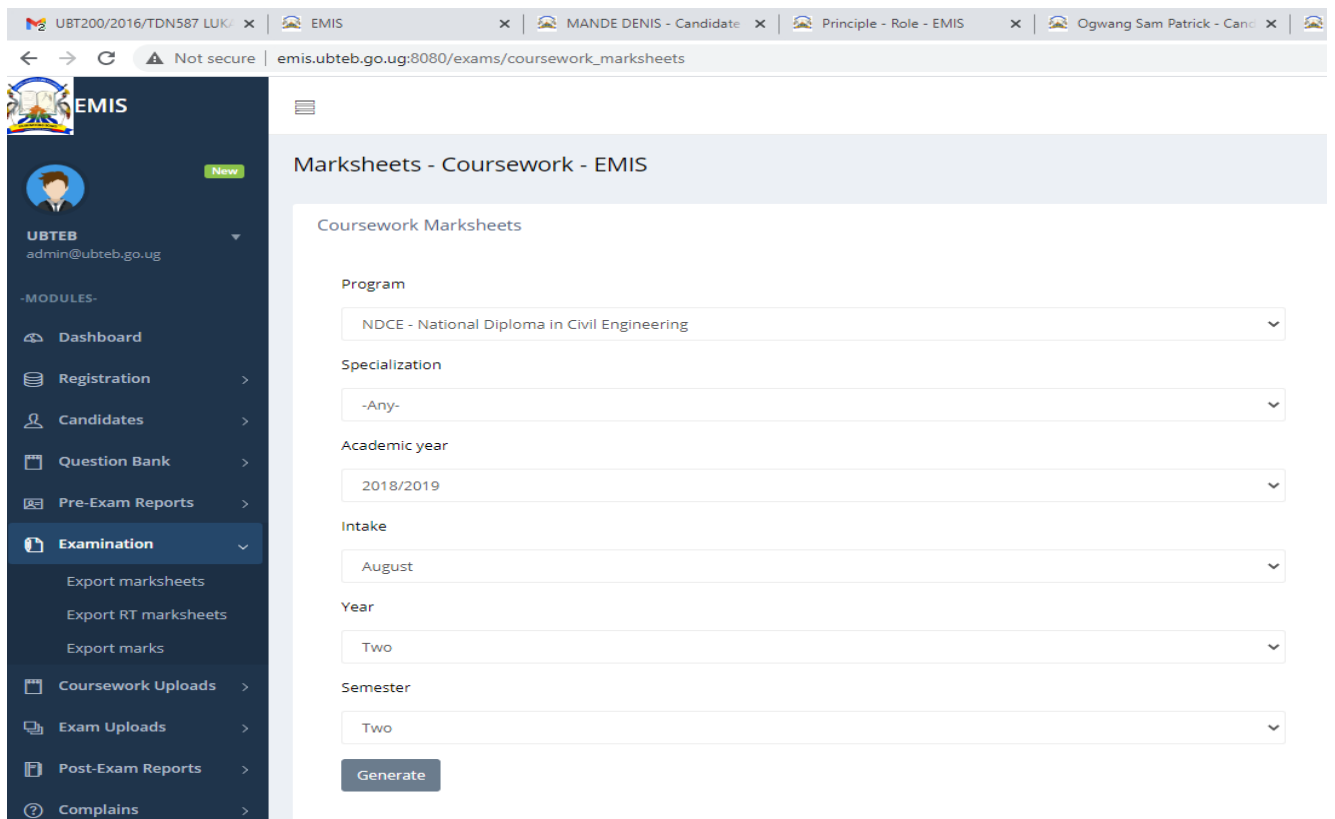 UBT200/2016/TDN587 LUKA
EMIS
MANDE DENIS - Candidate
Principle - Role - EMIS
Ogwang Sam Patrick - Cand
Not secure
emis.ubteb.go.ug:8080/exams/coursework_marksheets
EMIS
New
UBTEB
admin@ubteb.go.ug
-MODULES-
Dashboard
Registration
Candidates
Question Bank
Pre-Exam Reports
Examination
Export marksheets
Export RT marksheets
Export marks
Coursework Uploads
Exam Uploads
Post-Exam Reports
Complains
Marksheets - Coursework - EMIS
Coursework Marksheets
Program
NDCE - National Diploma in Civil Engineering
Specialization
-Any-
Academic year
2018/2019
Intake
August
Year
Two
Semester
Two
Generate